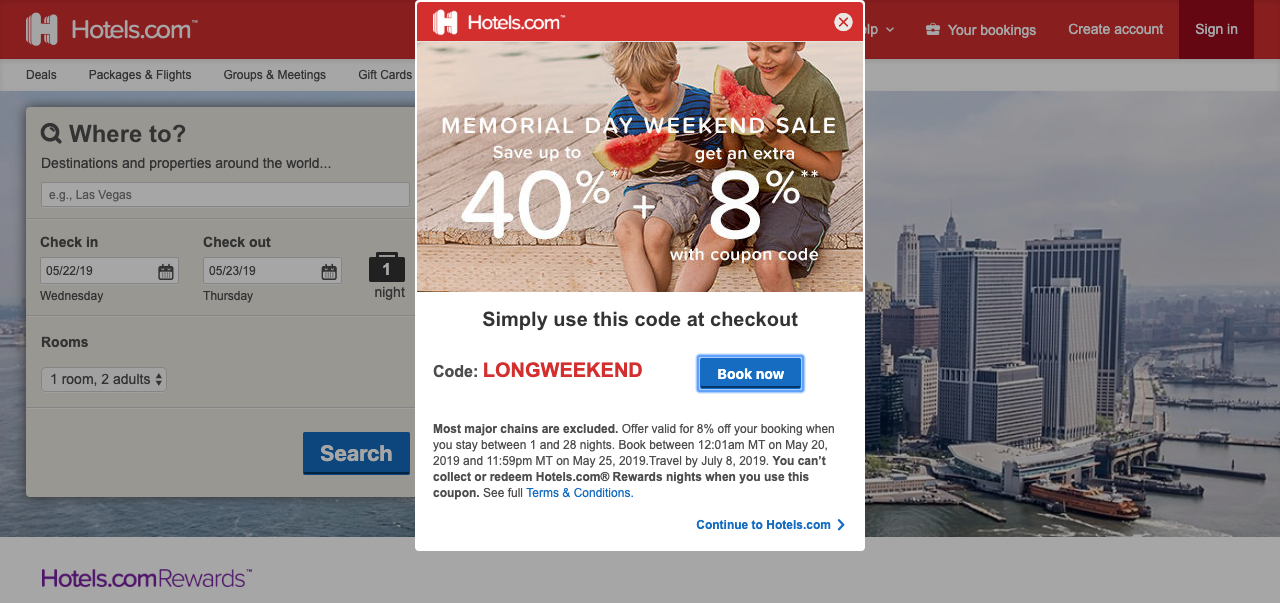 Hotels.com™
Your bookings
Create account
Sign in
Deals
Packages & Flights
Groups & Meetings
Gift Cards
Where to?
Destinations and properties around the world...
e.g., Las Vegas
Check in
Check out
05/22/19
05/23/19
1
Wednesday
Thursday
night
Rooms
1 room, 2 adults
Search
Hotels.com™
MEMORIAL DAY WEEKEND SALE
Save up to
get an extra
40%* + 8%**
with coupon code
Simply use this code at checkout
Code: LONGWEEKEND
Book now
Most major chains are excluded. Offer valid for 8% off your booking when
you stay between 1 and 28 nights. Book between 12:01am MT on May 20,
2019 and 11:59pm MT on May 25, 2019.Travel by July 8, 2019. You can't
collect or redeem Hotels.com® Rewards nights when you use this
coupon. See full Terms & Conditions.
Continue to Hotels.com
Hotels.com Rewards™